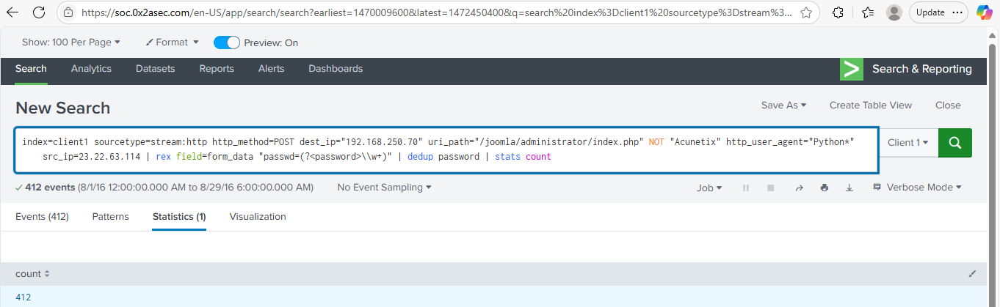 https://soc.0x2asec.com/en-US/app/search/search?earliest=1470009600&latest=1472450400&q=search%20index%3Dclient1%20sourcetype%3Dstream%3...
Update
Show: 100 Per Page
Format
Preview: On
Search Analytics Datasets Reports Alerts Dashboards
Search & Reporting
New Search
Save As
Create Table View
Close
index=client1 sourcetype=stream:http http_method=POST dest_ip="192.168.250.70" uri_path="/joomla/administrator/index.php" NOT "Acunetix" http_user_agent="Python*"
src_ip=23.22.63.114 | rex field=form_data "passwd=(?<password>\\w+)" | dedup password | stats count
Client 1
412 events (8/1/16 12:00:00.000 AM to 8/29/16 6:00:00.000 AM)
No Event Sampling
Job
Verbose Mode
Events (412) Patterns Statistics (1) Visualization
count
412